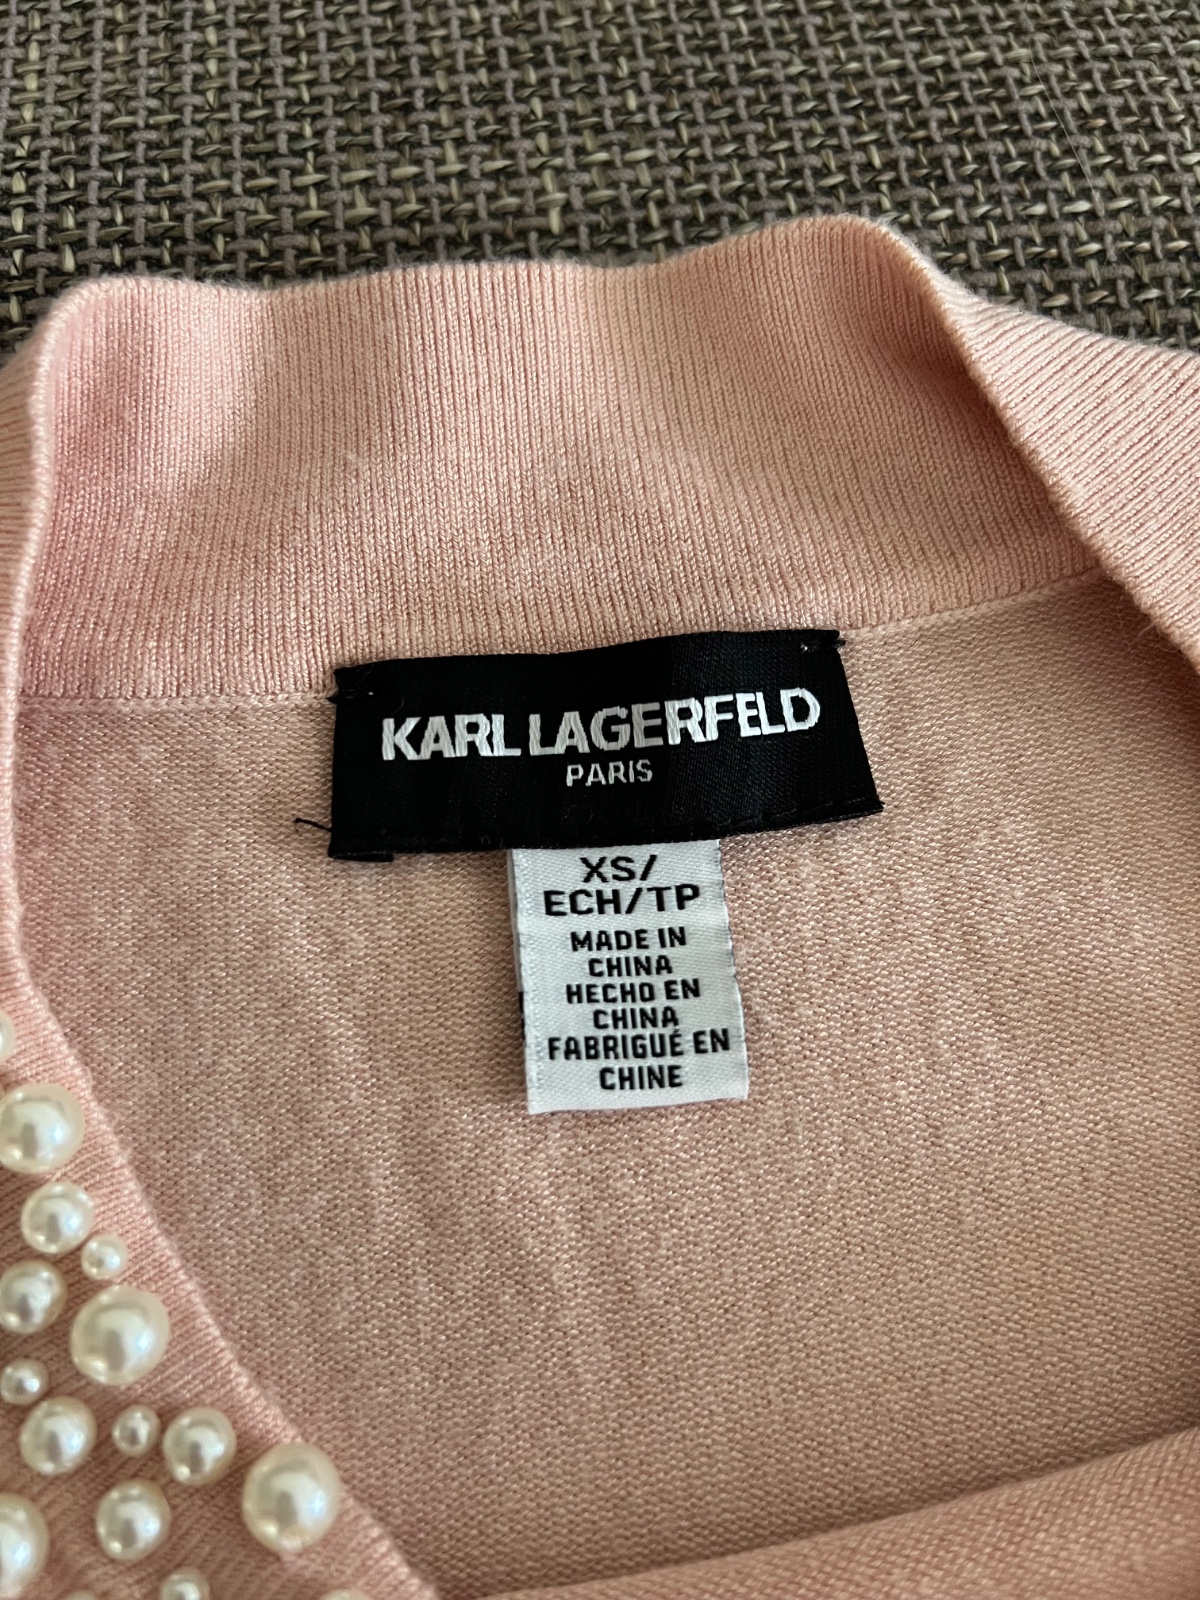 KARL LAGERFELD
PARIS
XS/
ECH/TP
MADE IN
CHINA
HECHO EN
CHINA
FABRIGUÉ EN
CHINE